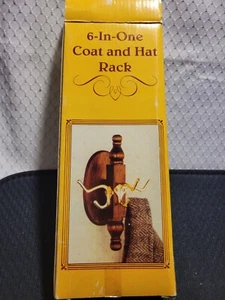 6-In-One
Coat and Hat
Rack